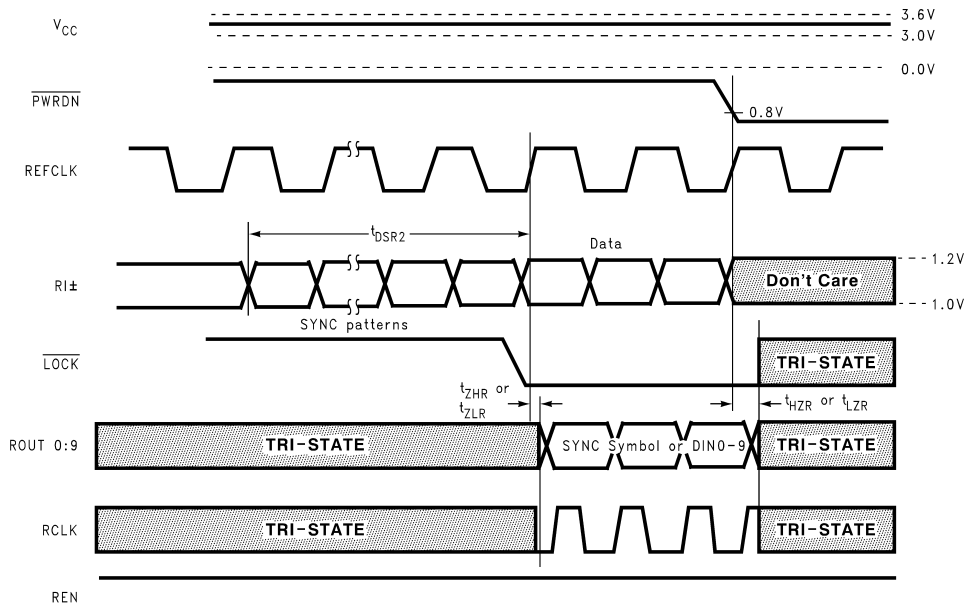 3.6V
V_CC
3.0V
0.0V
P̅W̅R̅D̅N̅
0.8V
REFCLK
t_DSR2
Data
1.2V
RI±
Don't Care
1.0V
SYNC patterns
L̅O̅C̅K̅
TRI-STATE
t_ZHR or
t_ZLR
t_HZR or t_LZR
ROUT 0:9
TRI-STATE
SYNC Symbol or DIN0-9
TRI-STATE
RCLK
TRI-STATE
TRI-STATE
REN